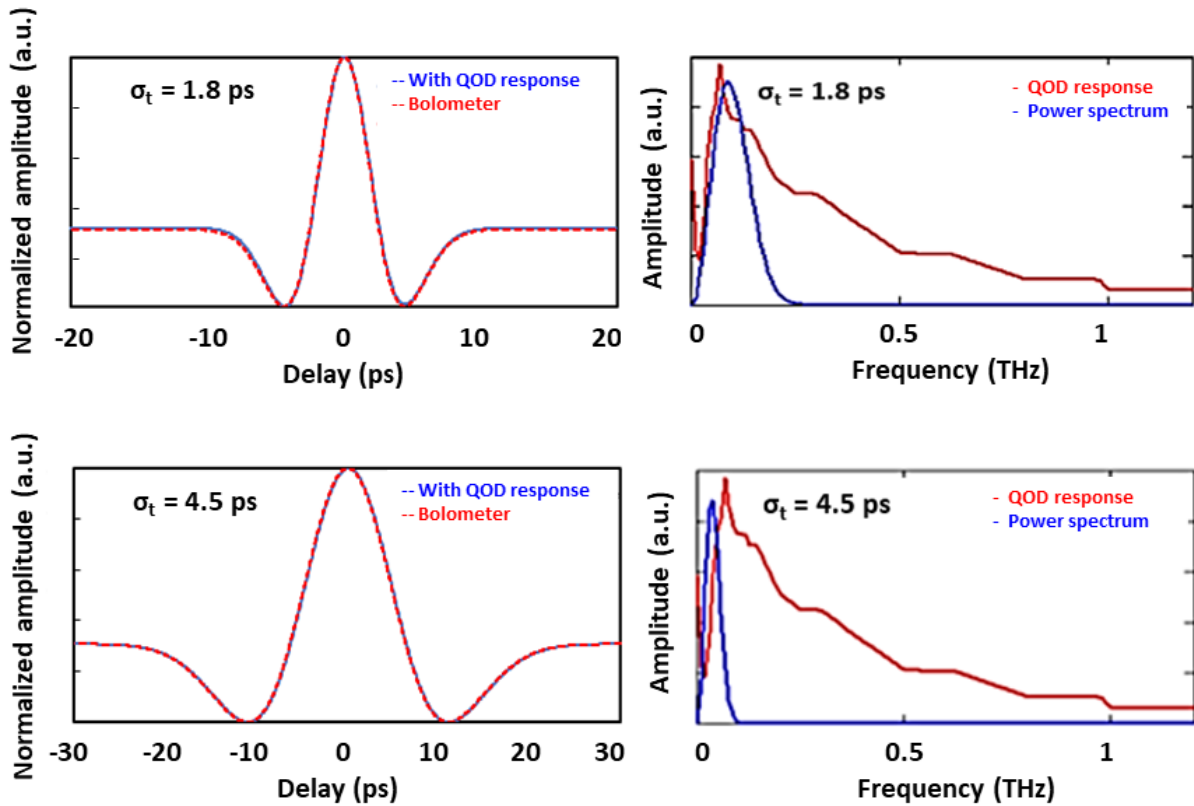 Normalized amplitude (a.u.)
σt = 1.8 ps
-- With QOD response
-- Bolometer
-20 -10 0 10 20
Delay (ps)
Amplitude (a.u.)
σt = 1.8 ps
- QOD response
- Power spectrum
0 0.5 1
Frequency (THz)
Normalized amplitude (a.u.)
σt = 4.5 ps
-- With QOD response
-- Bolometer
-30 -20 -10 0 10 20 30
Delay (ps)
Amplitude (a.u.)
σt = 4.5 ps
- QOD response
- Power spectrum
0 0.5 1
Frequency (THz)